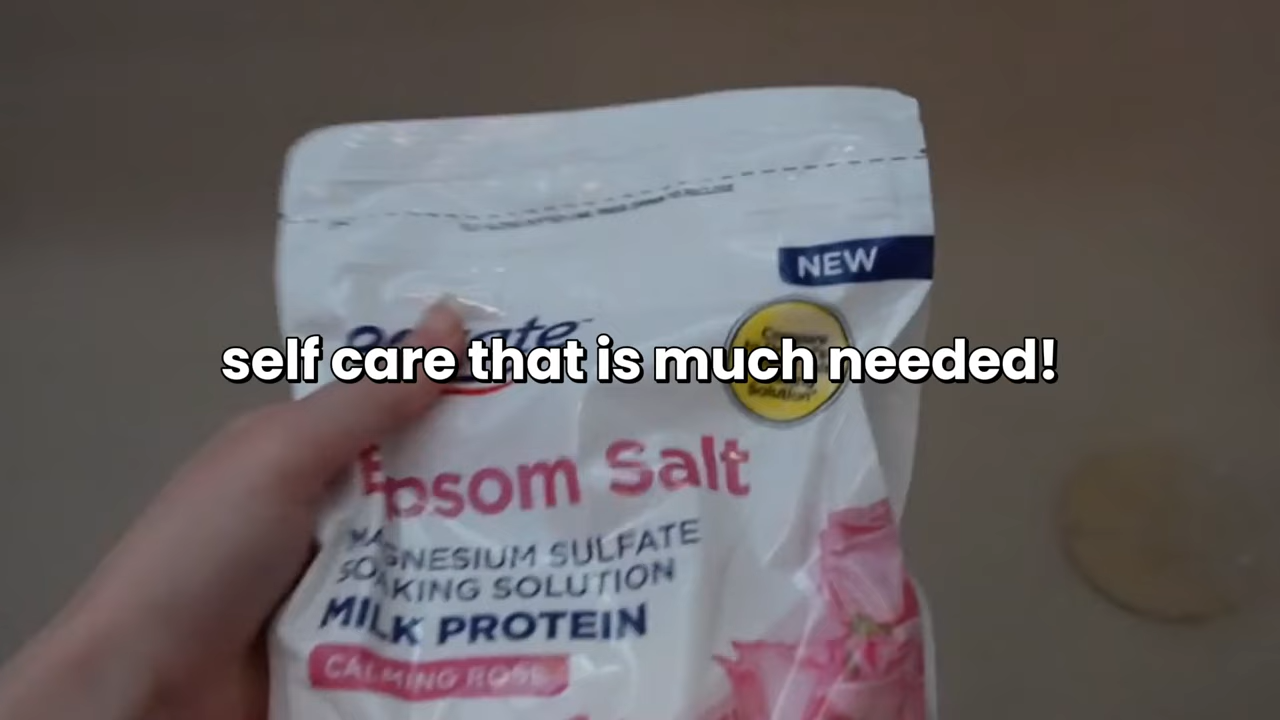 NEW
self care that is much needed!
Epsom Salt
MAGNESIUM SULFATE
SOAKING SOLUTION
MILK PROTEIN
CALMING ROSE